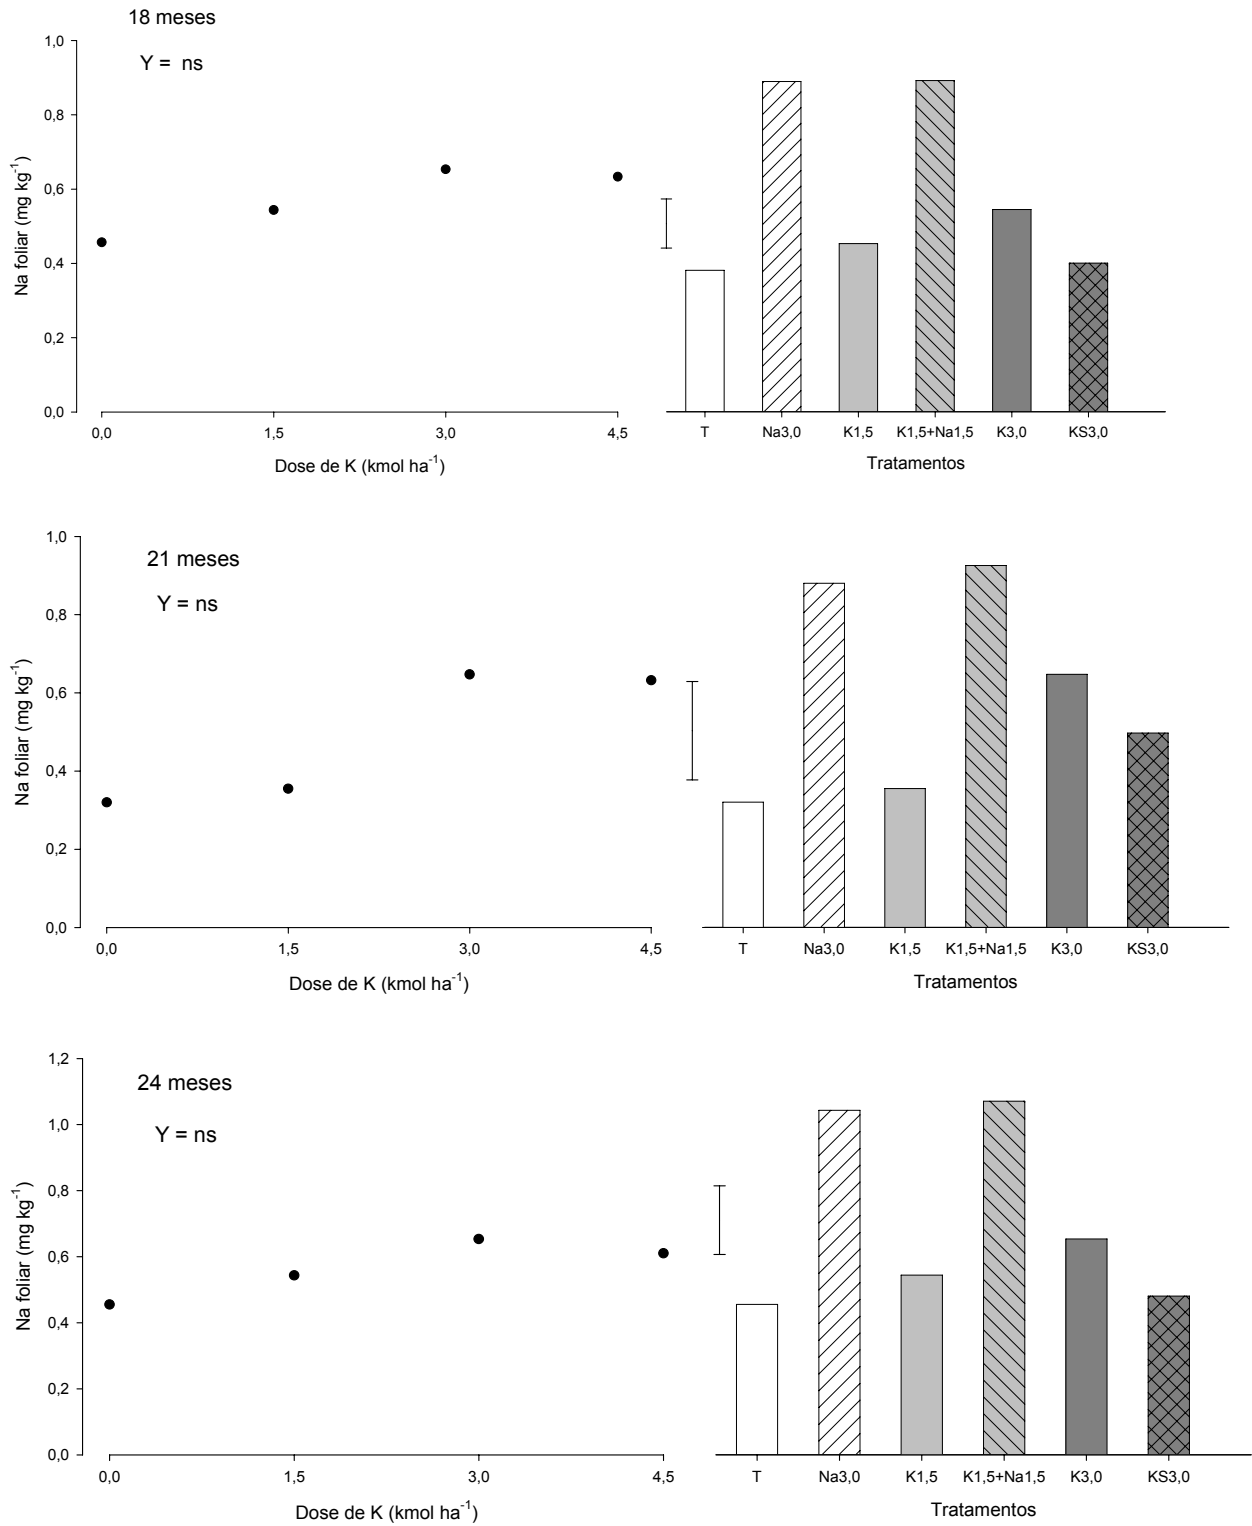 18 meses
Y = ns
1,0
0,8
0,6
0,4
0,2
0,0
Na foliar (mg kg⁻¹)
0,0 1,5 3,0 4,5
Dose de K (kmol ha⁻¹)
T Na3,0 K1,5 K1,5+Na1,5 K3,0 KS3,0
Tratamentos
21 meses
Y = ns
1,0
0,8
0,6
0,4
0,2
0,0
Na foliar (mg kg⁻¹)
0,0 1,5 3,0 4,5
Dose de K (kmol ha⁻¹)
T Na3,0 K1,5 K1,5+Na1,5 K3,0 KS3,0
Tratamentos
24 meses
Y = ns
1,2
1,0
0,8
0,6
0,4
0,2
0,0
Na foliar (mg kg⁻¹)
0,0 1,5 3,0 4,5
Dose de K (kmol ha⁻¹)
T Na3,0 K1,5 K1,5+Na1,5 K3,0 KS3,0
Tratamentos